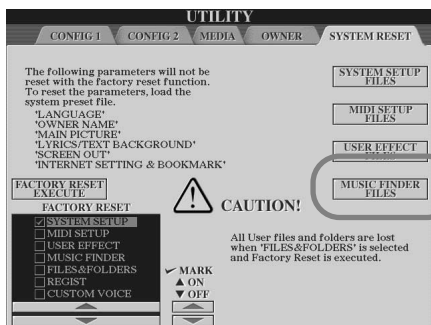 UTILITY
CONFIG 1 CONFIG 2 MEDIA OWNER SYSTEM RESET
The following parameters will not be
reset with the factory reset function.
To reset the parameters, load the
system preset file.
'LANGUAGE'
'OWNER NAME'
'MAIN PICTURE'
'LYRICS/TEXT BACKGROUND'
'SCREEN OUT'
'INTERNET SETTING & BOOKMARK'
SYSTEM SETUP
FILES
MIDI SETUP
FILES
USER EFFECT
FILES
MUSIC FINDER
FILES
FACTORY RESET
EXECUTE
FACTORY RESET
SYSTEM SETUP
MIDI SETUP
USER EFFECT
MUSIC FINDER
FILES&FOLDERS
REGIST
CUSTOM VOICE
MARK
▲ ON
▼ OFF
! CAUTION!
All User files and folders are lost
when 'FILES&FOLDERS' is selected
and Factory Reset is executed.